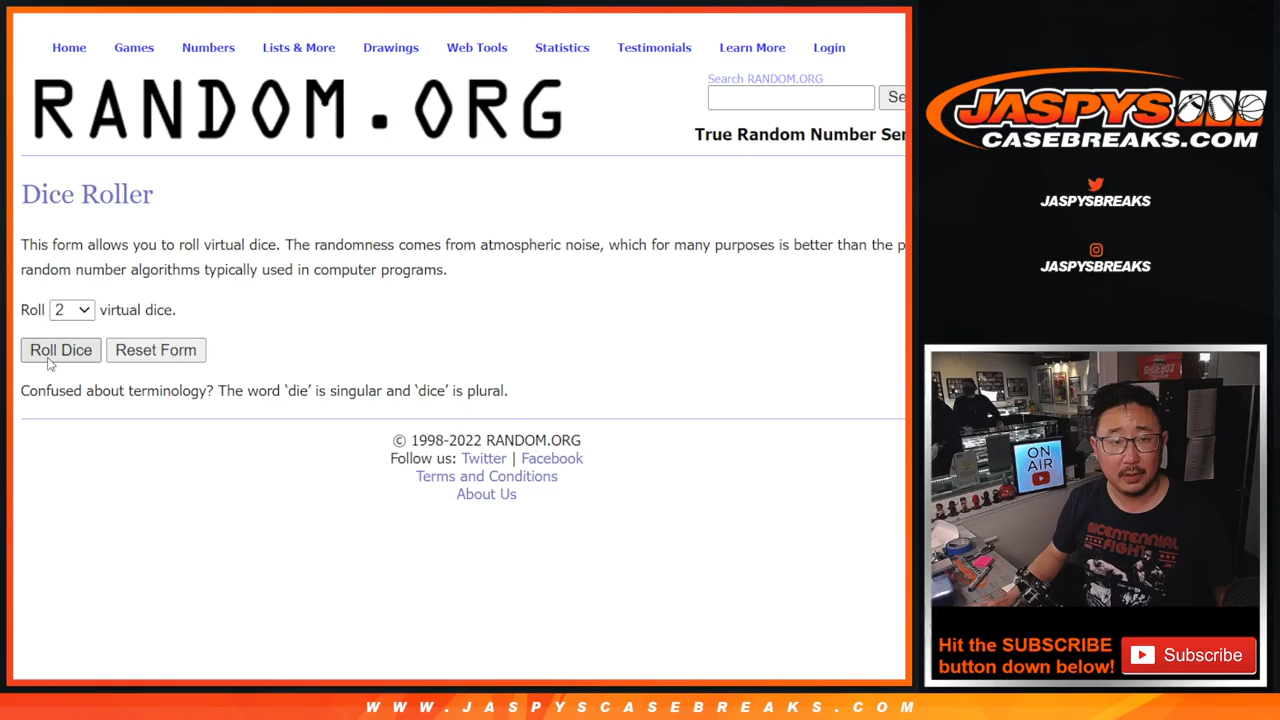 Home Games Numbers Lists & More Drawings Web Tools Statistics Testimonials Learn More Login
RANDOM.ORG
Search RANDOM.ORG
Se
True Random Number Ser
Dice Roller
This form allows you to roll virtual dice. The randomness comes from atmospheric noise, which for many purposes is better than the p
random number algorithms typically used in computer programs.
Roll 2 virtual dice.
Roll Dice Reset Form
Confused about terminology? The word ‘die’ is singular and ‘dice’ is plural.
© 1998-2022 RANDOM.ORG
Follow us: Twitter | Facebook
Terms and Conditions
About Us
JASPYS
CASEBREAKS.COM
JASPYSBREAKS
JASPYSBREAKS
SHOEBOX
ON
AIR
BICENTENNIAL
FIGHT
Hit the SUBSCRIBE
button down below!
Subscribe
WWW.JASPYSCASEBREAKS.COM